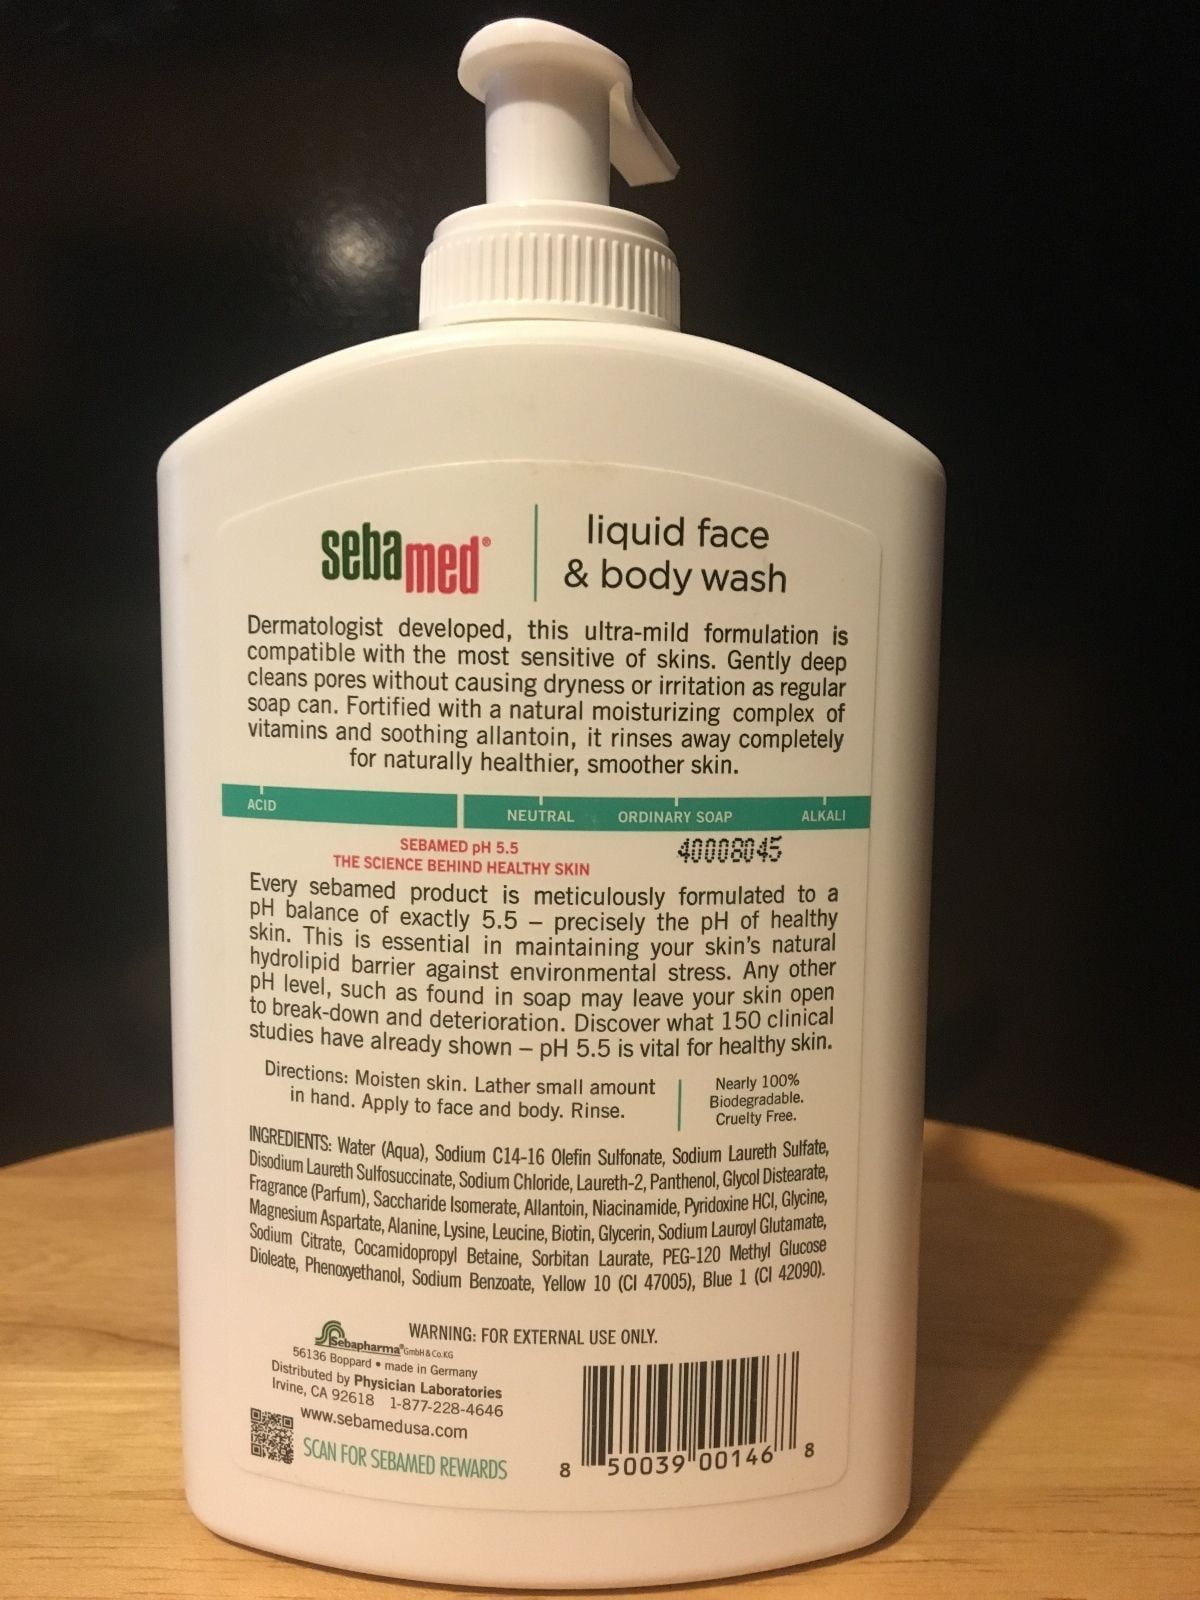 sebamed®
liquid face
& body wash
Dermatologist developed, this ultra-mild formulation is
compatible with the most sensitive of skins. Gently deep
cleans pores without causing dryness or irritation as regular
soap can. Fortified with a natural moisturizing complex of
vitamins and soothing allantoin, it rinses away completely
for naturally healthier, smoother skin.
ACID NEUTRAL ORDINARY SOAP ALKALI
SEBAMED pH 5.5
THE SCIENCE BEHIND HEALTHY SKIN
40008045
Every sebamed product is meticulously formulated to a
pH balance of exactly 5.5 – precisely the pH of healthy
skin. This is essential in maintaining your skin's natural
hydrolipid barrier against environmental stress. Any other
pH level, such as found in soap may leave your skin open
to break-down and deterioration. Discover what 150 clinical
studies have already shown – pH 5.5 is vital for healthy skin.
Directions: Moisten skin. Lather small amount
in hand. Apply to face and body. Rinse.
Nearly 100%
Biodegradable.
Cruelty Free.
INGREDIENTS: Water (Aqua), Sodium C14-16 Olefin Sulfonate, Sodium Laureth Sulfate,
Disodium Laureth Sulfosuccinate, Sodium Chloride, Laureth-2, Panthenol, Glycol Distearate,
Fragrance (Parfum), Saccharide Isomerate, Allantoin, Niacinamide, Pyridoxine HCI, Glycine,
Magnesium Aspartate, Alanine, Lysine, Leucine, Biotin, Glycerin, Sodium Lauroyl Glutamate,
Sodium Citrate, Cocamidopropyl Betaine, Sorbitan Laurate, PEG-120 Methyl Glucose
Dioleate, Phenoxyethanol, Sodium Benzoate, Yellow 10 (CI 47005), Blue 1 (CI 42090).
WARNING: FOR EXTERNAL USE ONLY.
Sebapharma® GmbH & Co.KG
56136 Boppard • made in Germany
Distributed by Physician Laboratories
Irvine, CA 92618 1-877-228-4646
www.sebamedusa.com
SCAN FOR SEBAMED REWARDS
8 50039 00146 8